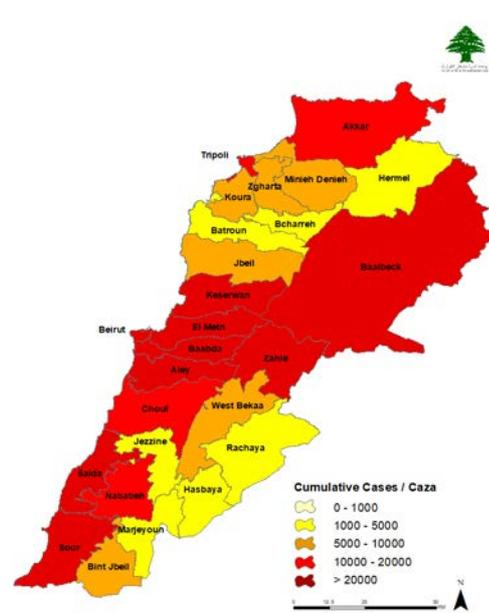 Akkar
Tripoli
Minieh Denieh
Hermel
Zgharta
Koura
Bcharreh
Batroun
Jbeil
Baalbeck
Keserwan
El Metn
Beirut
Baabda
Zahle
Aley
West Bekaa
Chouf
Jezzine
Rachaya
Saida
Hasbaya
Nabatieh
Marjeyoun
Sour
Bint Jbeil
Cumulative Cases / Caza
0 - 1000
1000 - 5000
5000 - 10000
10000 - 20000
> 20000
N